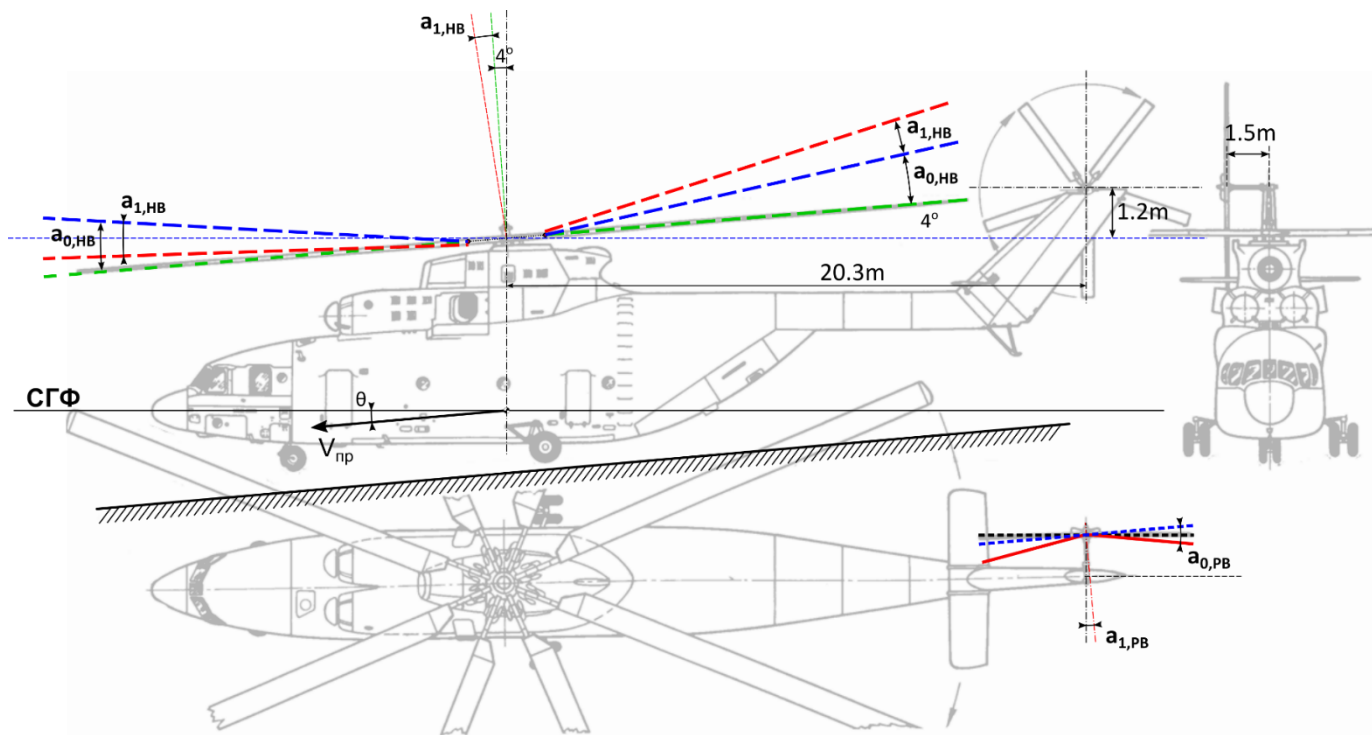 a1,НВ
4°
a1,НВ
a0,НВ
4°
1.5m
1.2m
a1,НВ
a0,НВ
20.3m
СГФ
θ
Vпр
a0,РВ
a1,РВ